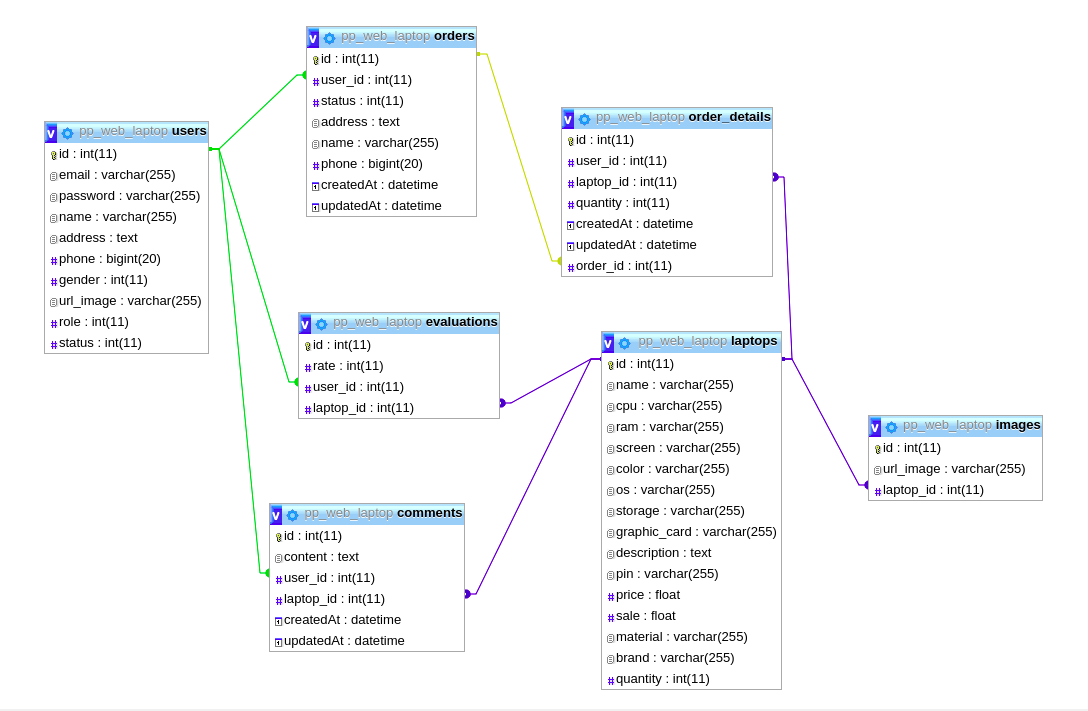 v pp_web_laptop users
id : int(11)
email : varchar(255)
password : varchar(255)
name : varchar(255)
address : text
phone : bigint(20)
gender : int(11)
url_image : varchar(255)
role : int(11)
status : int(11)
v pp_web_laptop orders
id : int(11)
user_id : int(11)
status : int(11)
address : text
name : varchar(255)
phone : bigint(20)
createdAt : datetime
updatedAt : datetime
v pp_web_laptop order_details
id : int(11)
user_id : int(11)
laptop_id : int(11)
quantity : int(11)
createdAt : datetime
updatedAt : datetime
order_id : int(11)
v pp_web_laptop evaluations
id : int(11)
rate : int(11)
user_id : int(11)
laptop_id : int(11)
v pp_web_laptop laptops
id : int(11)
name : varchar(255)
cpu : varchar(255)
ram : varchar(255)
screen : varchar(255)
color : varchar(255)
os : varchar(255)
storage : varchar(255)
graphic_card : varchar(255)
description : text
pin : varchar(255)
price : float
sale : float
material : varchar(255)
brand : varchar(255)
quantity : int(11)
v pp_web_laptop images
id : int(11)
url_image : varchar(255)
laptop_id : int(11)
v pp_web_laptop comments
id : int(11)
content : text
user_id : int(11)
laptop_id : int(11)
createdAt : datetime
updatedAt : datetime